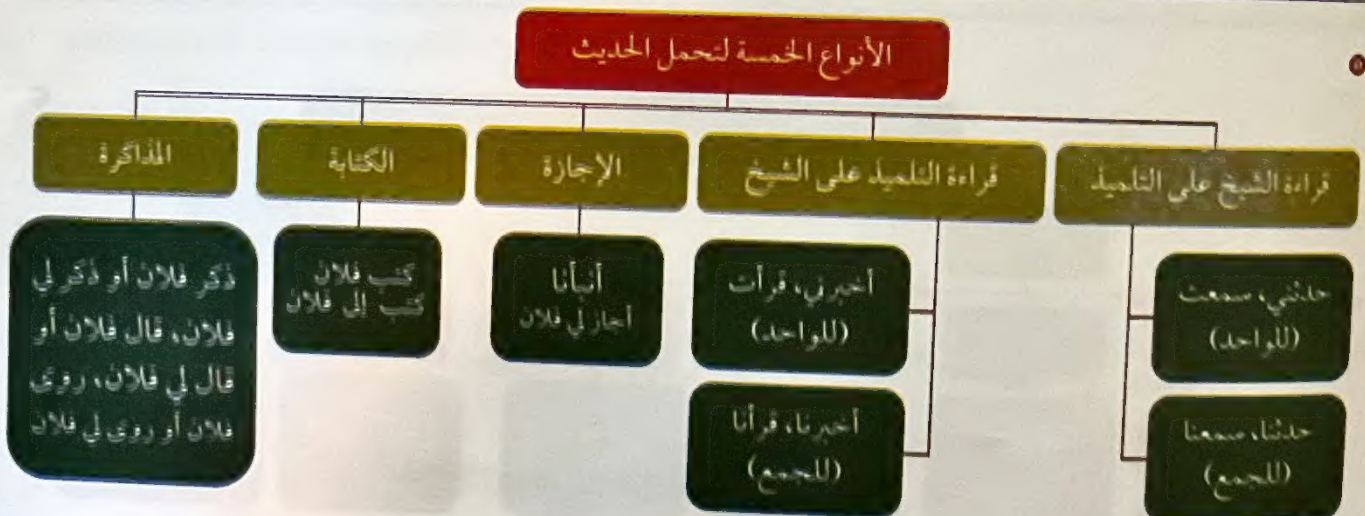 الأنواع الخمسة لتحمل الحديث
قراءة الشيخ على التلميذ
حدثني، سمعت
(للواحد)
حدثنا، سمعنا
(للجمع)
قراءة التلميذ على الشيخ
أخبرني، قرأت
(للواحد)
أخبرنا، قرأنا
(للجمع)
الإجازة
أنبأنا
أجاز لي فلان
الكتابة
كتب فلان
كتب إلى فلان
المذاكرة
ذكر فلان أو ذكر لي
فلان، قال فلان أو
قال لي فلان، روى
فلان أو روى لي فلان